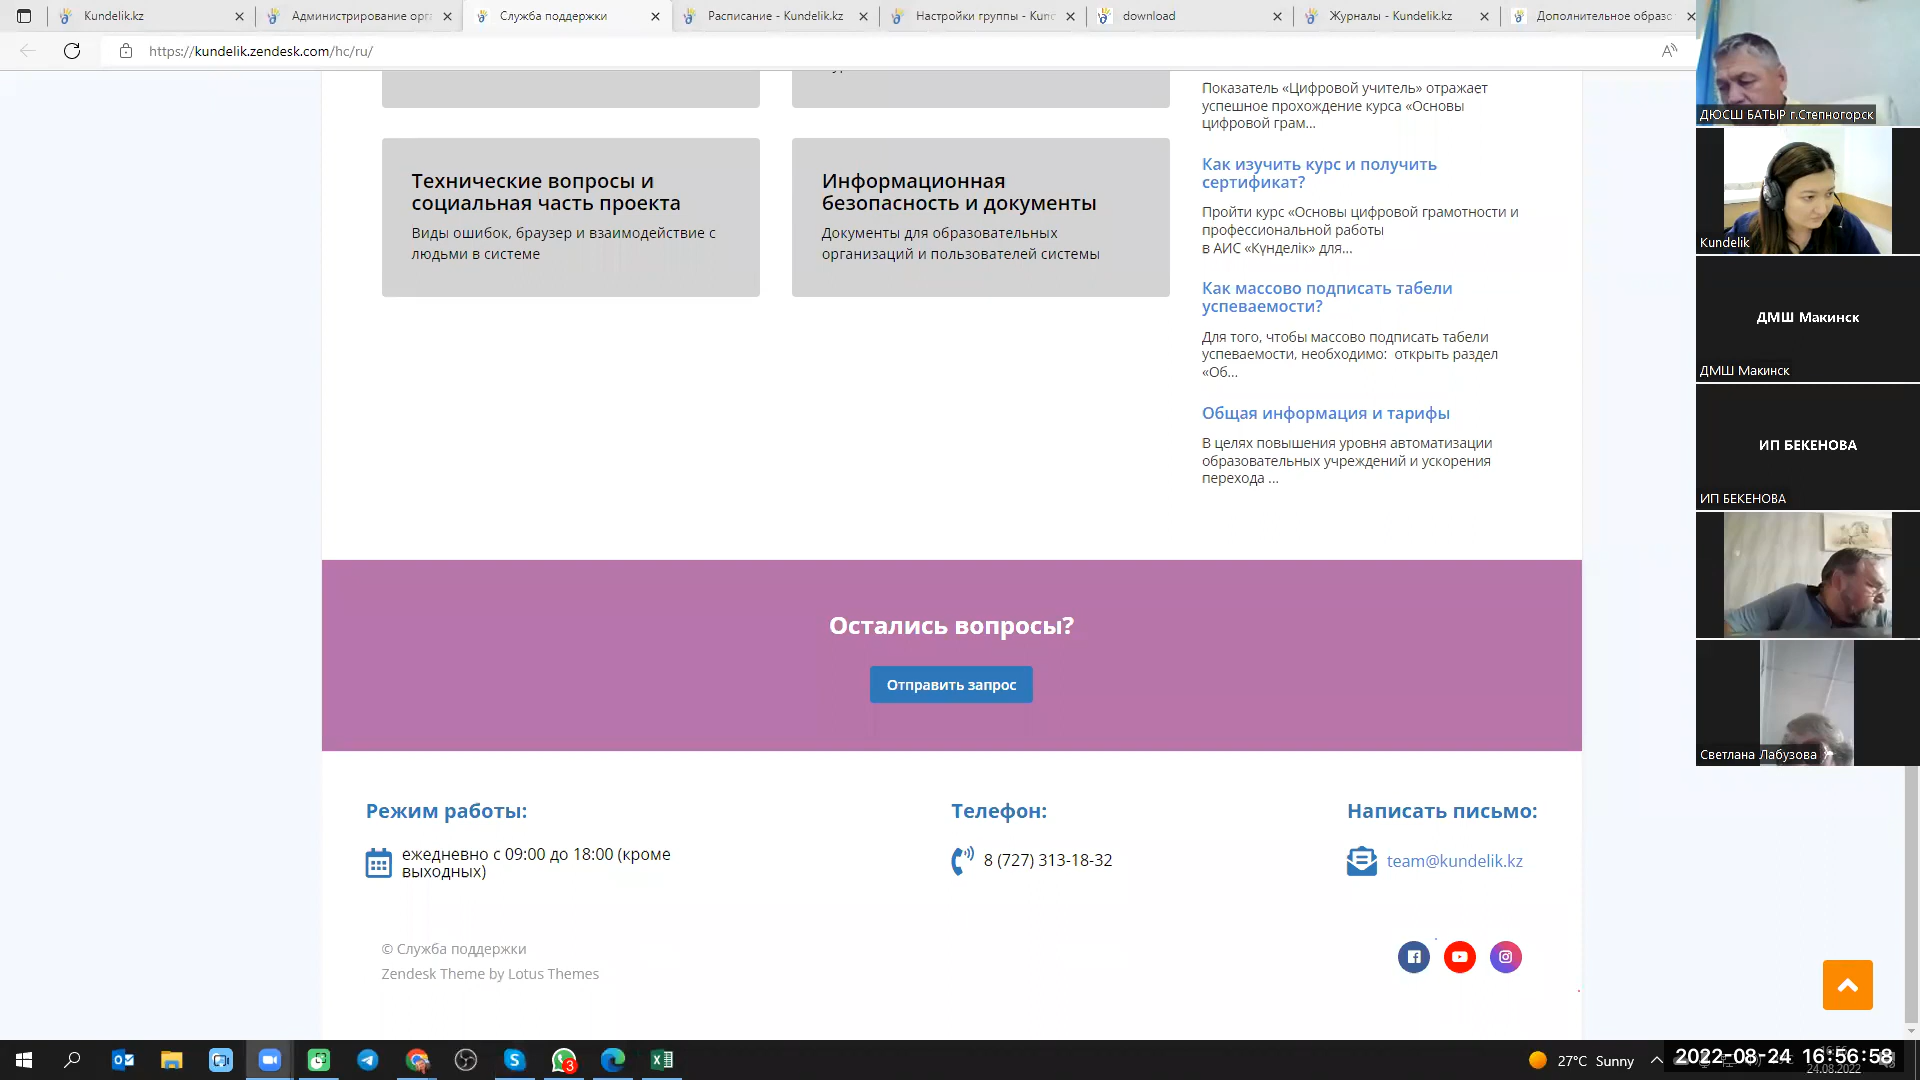 Kundelik.kz
Администрирование орга
Служба поддержки
Расписание - Kundelik.kz
Настройки группы - Kund
download
Журналы - Kundelik.kz
Дополнительное образо
https://kundelik.zendesk.com/hc/ru/
Показатель «Цифровой учитель» отражает
успешное прохождение курса «Основы
цифровой грам...
Технические вопросы и
социальная часть проекта
Виды ошибок, браузер и взаимодействие с
людьми в системе
Информационная
безопасность и документы
Документы для образовательных
организаций и пользователей системы
Как изучить курс и получить
сертификат?
Пройти курс «Основы цифровой грамотности и
профессиональной работы
в АИС «Күнделік» для...
Как массово подписать табели
успеваемости?
Для того, чтобы массово подписать табели
успеваемости, необходимо: открыть раздел
«Об...
Общая информация и тарифы
В целях повышения уровня автоматизации
образовательных учреждений и ускорения
перехода ...
Остались вопросы?
Отправить запрос
Режим работы:
ежедневно с 09:00 до 18:00 (кроме
выходных)
Телефон:
8 (727) 313-18-32
Написать письмо:
team@kundelik.kz
© Служба поддержки
Zendesk Theme by Lotus Themes
ДЮСШ БАТЫР г.Степногорск
Kundelik
ДМШ Макинск
ДМШ Макинск
ИП БЕКЕНОВА
ИП БЕКЕНОВА
Светлана Лабузова
3
27°C Sunny
2022-08-24 16:56:58
24.08.2022